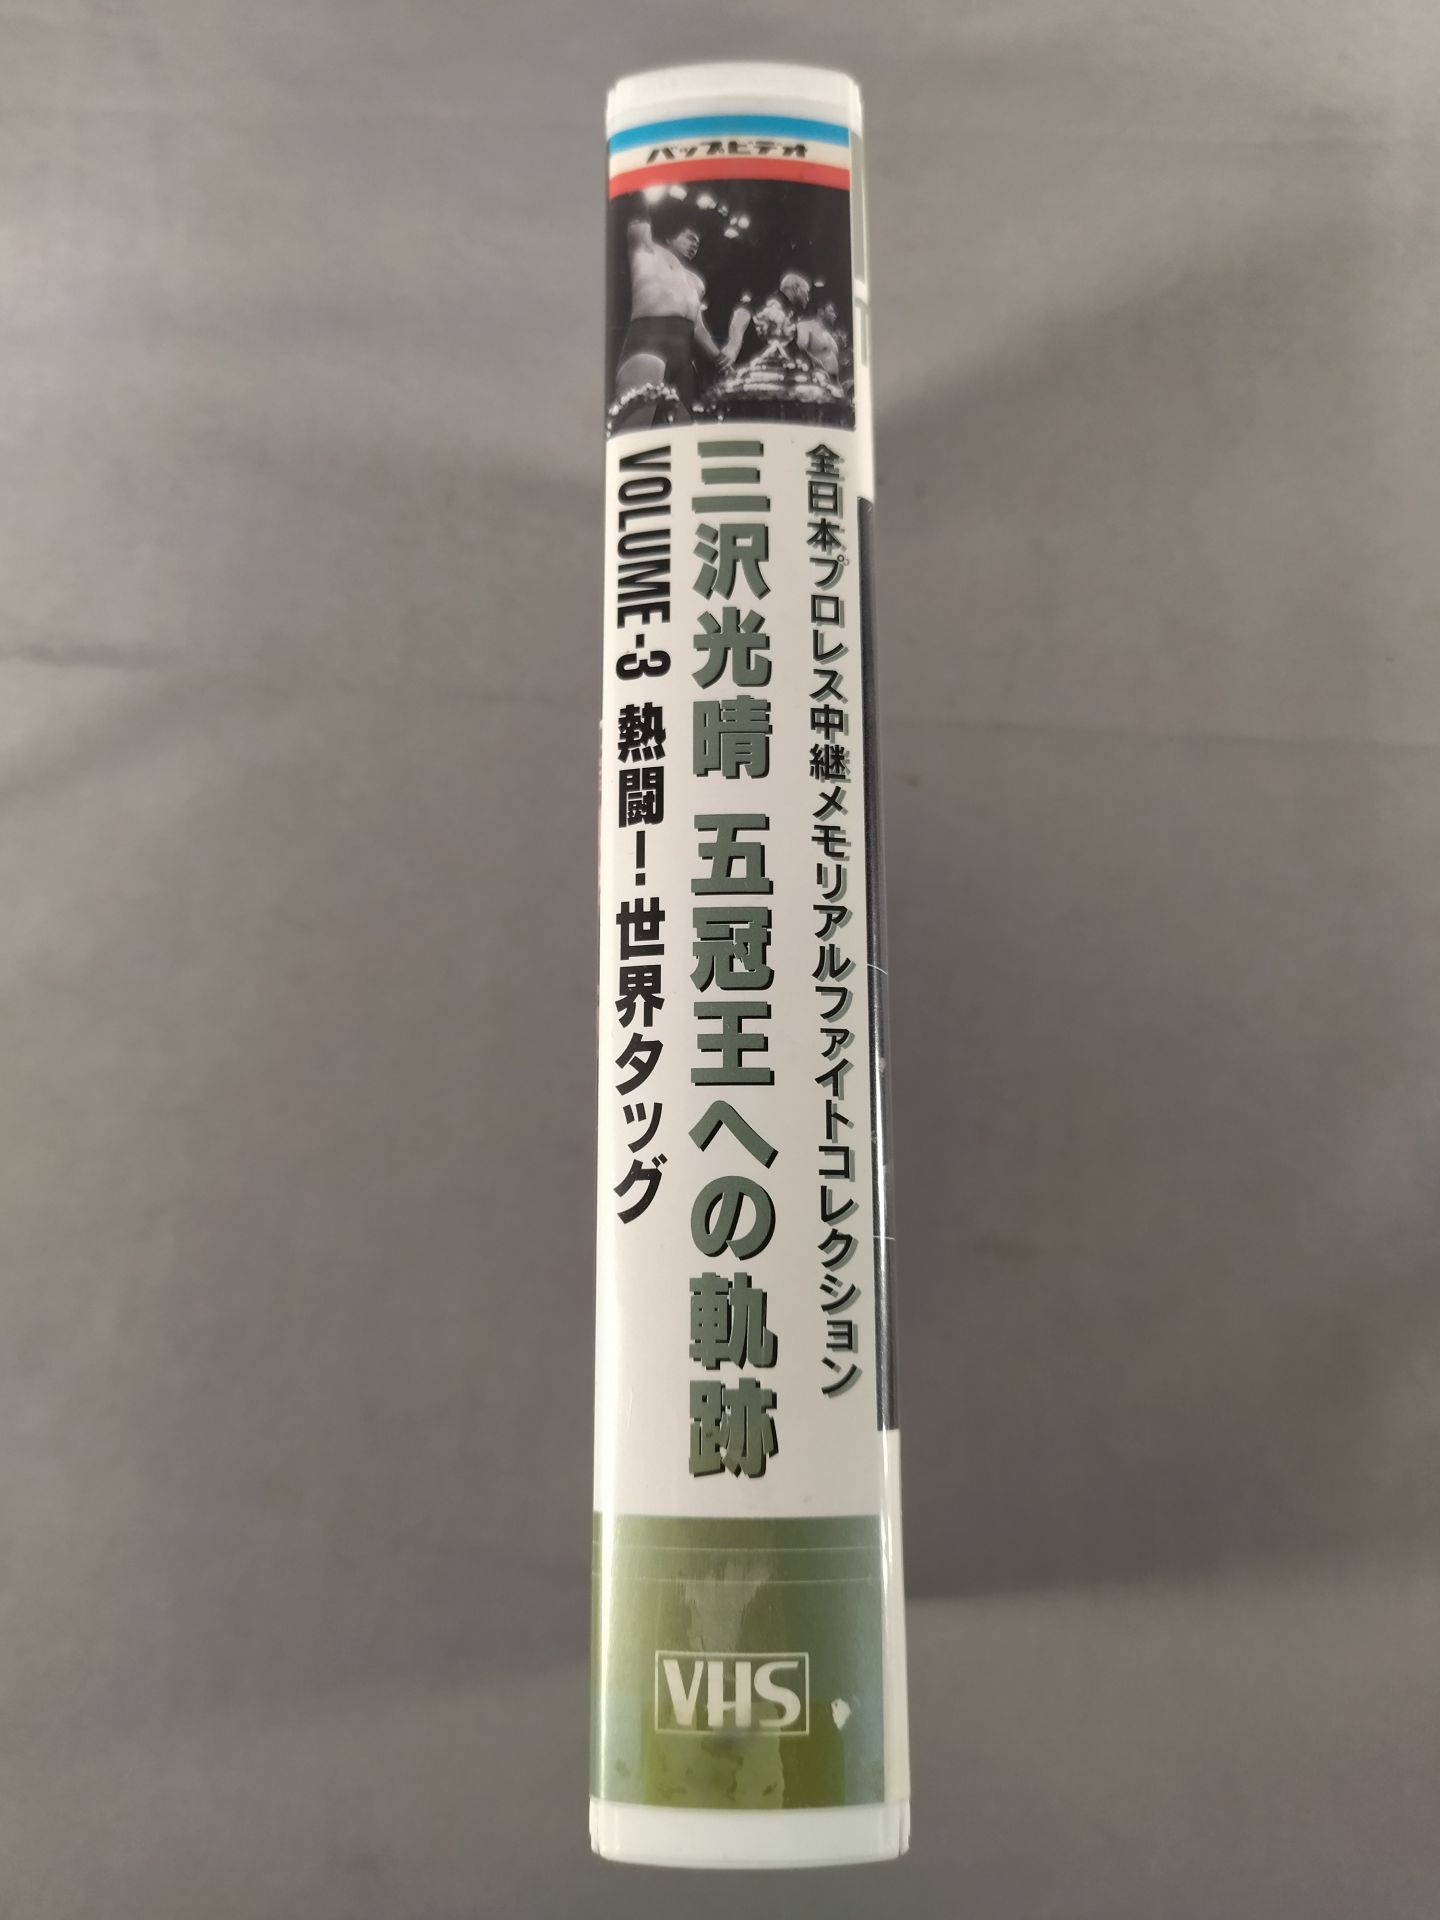 バップビデオ
全日本プロレス中継メモリアルファイトコレクション
三沢光晴 五冠王への軌跡
VOLUME-3 熱闘!世界タッグ
VHS